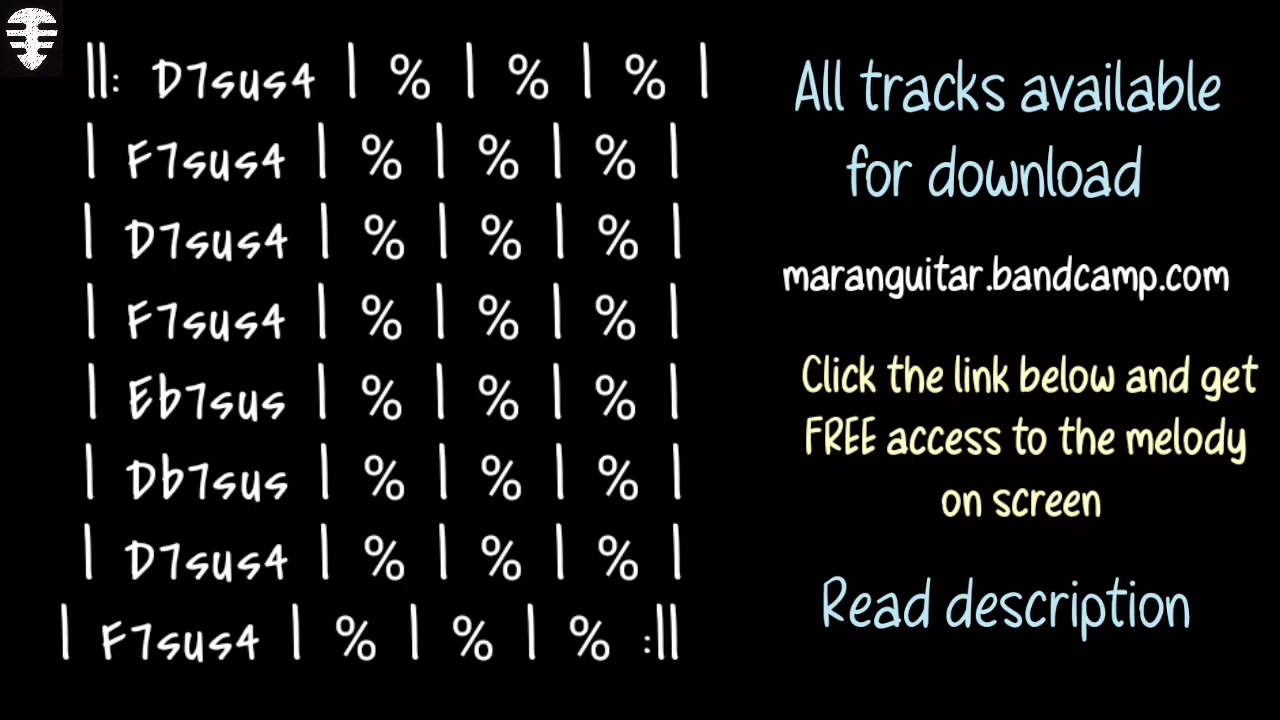 ||: D7sus4 | % | % | % |
| F7sus4 | % | % | % |
| D7sus4 | % | % | % |
| F7sus4 | % | % | % |
| Eb7sus | % | % | % |
| Db7sus | % | % | % |
| D7sus4 | % | % | % |
| F7sus4 | % | % | % :||
All tracks available
for download
maranguitar.bandcamp.com
Click the link below and get
FREE access to the melody
on screen
Read description